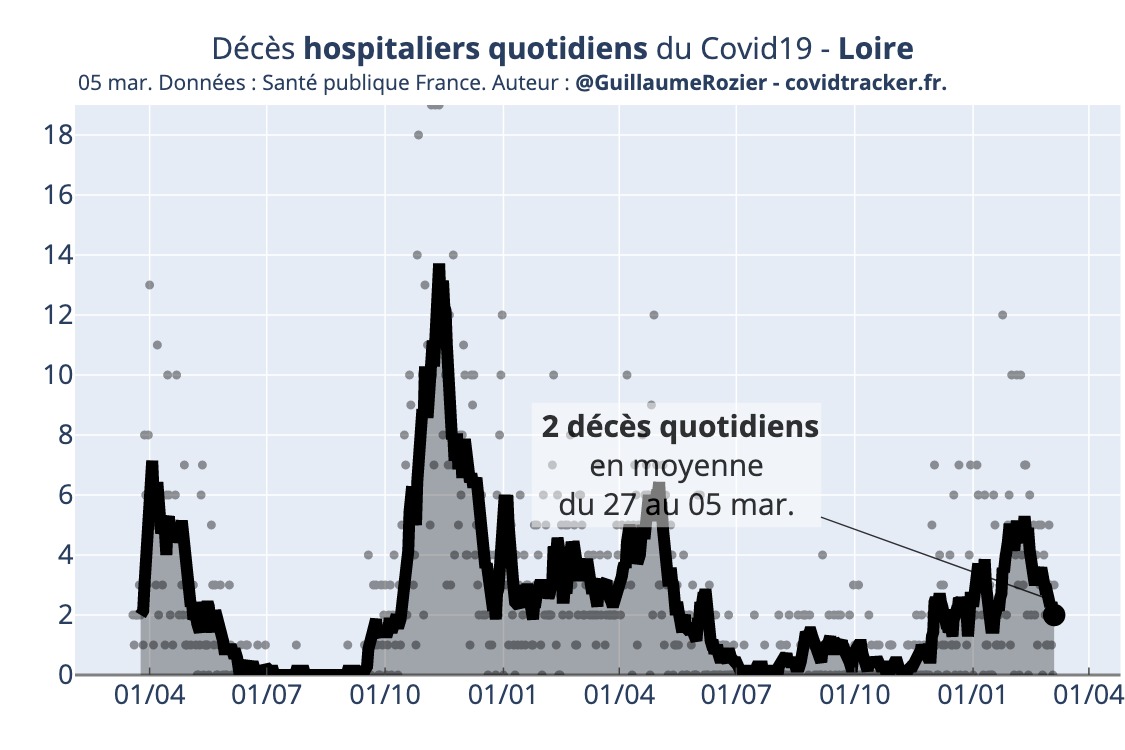 Décès hospitaliers quotidiens du Covid19 - Loire
05 mar. Données : Santé publique France. Auteur : @GuillaumeRozier - covidtracker.fr.
18
16
14
12
10
8
6
4
2
0
2 décès quotidiens
en moyenne
du 27 au 05 mar.
01/04 01/07 01/10 01/01 01/04 01/07 01/10 01/01 01/04